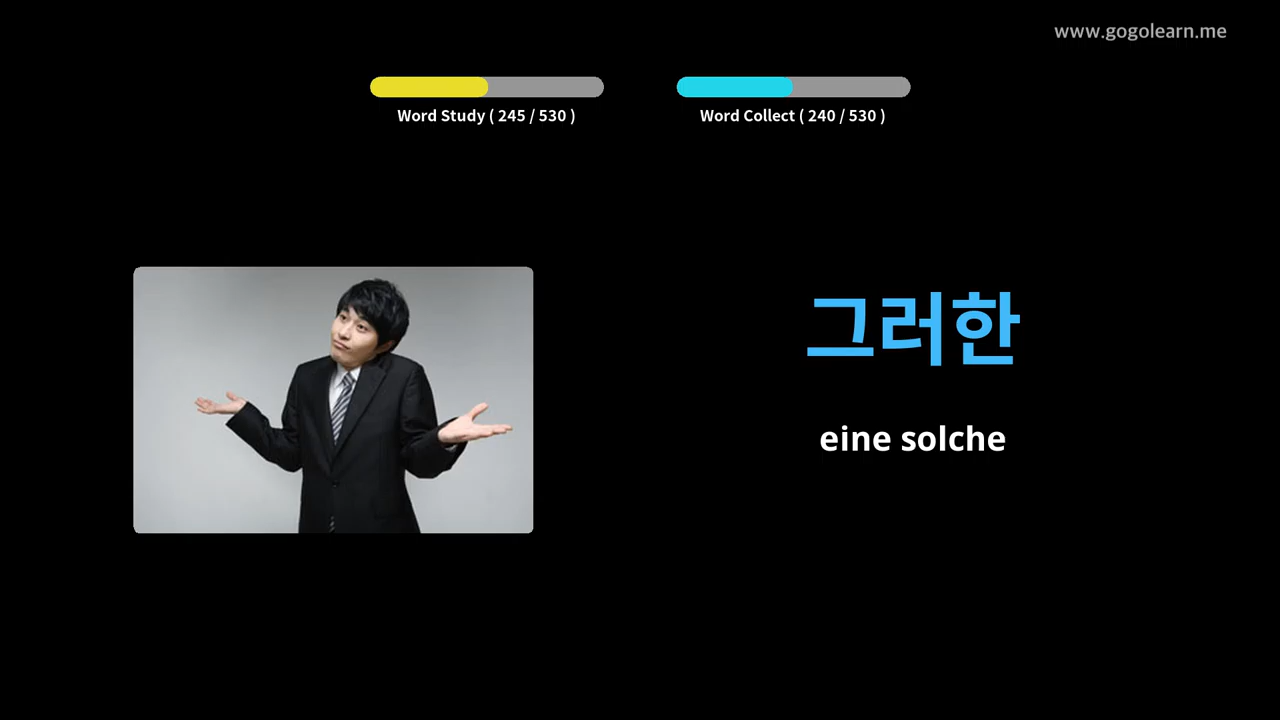 www.gogolearn.me
Word Study ( 245 / 530 )
Word Collect ( 240 / 530 )
그러한
eine solche